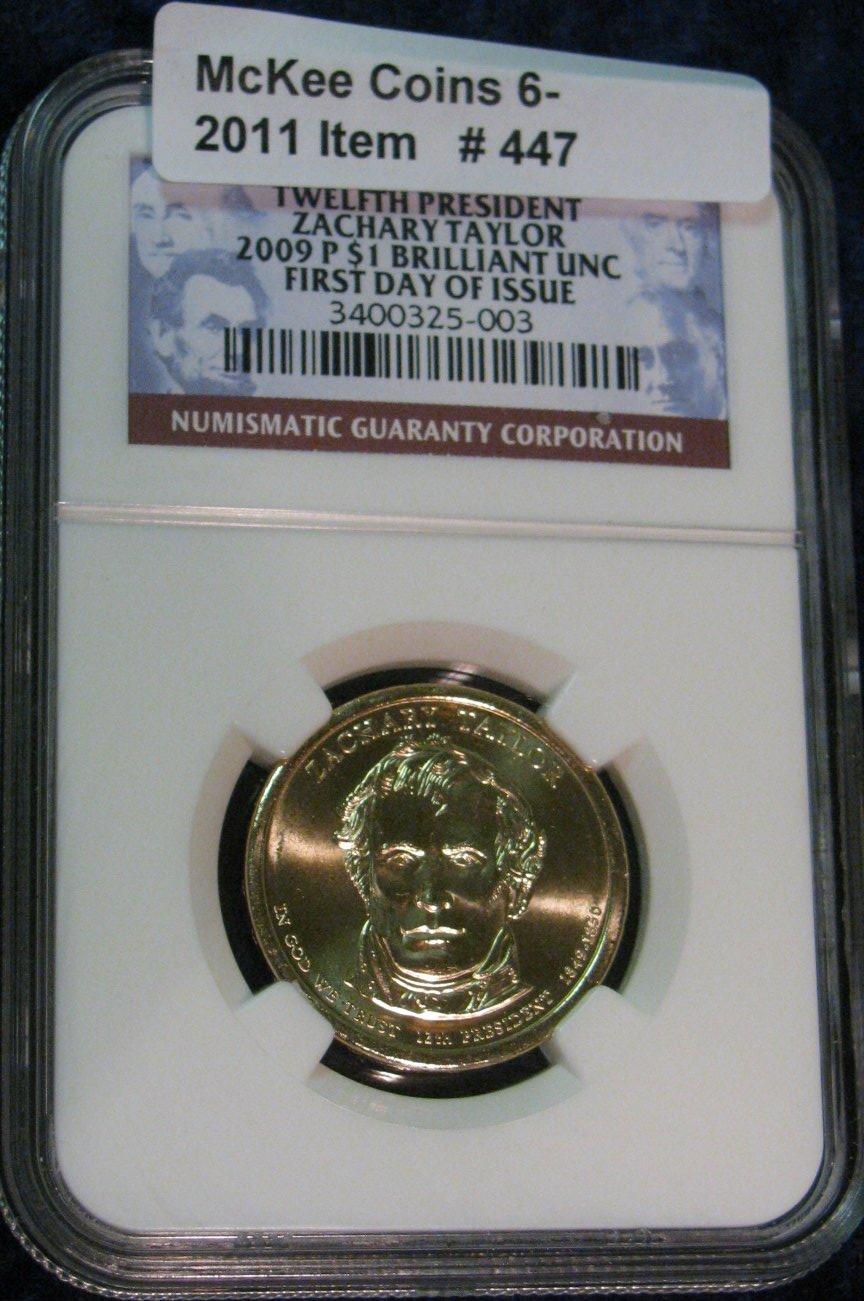 McKee Coins 6-
2011 Item # 447
TWELFTH PRESIDENT
ZACHARY TAYLOR
2009 P $1 BRILLIANT UNC
FIRST DAY OF ISSUE
3400325-003
NUMISMATIC GUARANTY CORPORATION
ZACHARY TAYLOR
IN GOD WE TRUST 12th PRESIDENT 1849-1850